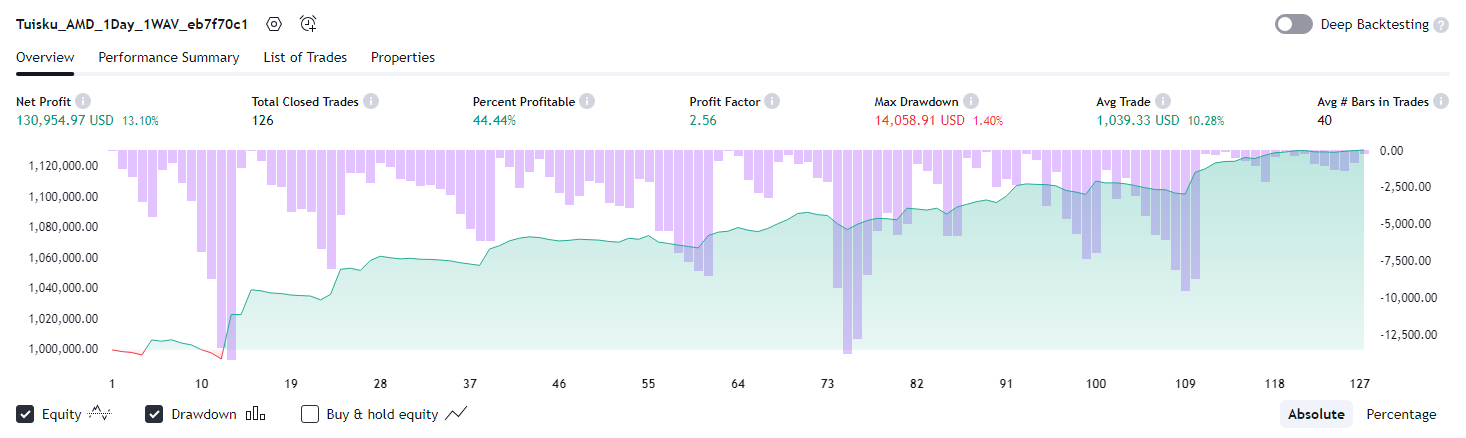 Tuisku_AMD_1Day_1WAV_eb7f70c1 Deep Backtesting ?
Overview Performance Summary List of Trades Properties
Net Profit i Total Closed Trades i Percent Profitable i Profit Factor i Max Drawdown i Avg Trade i Avg # Bars in Trades i
130,954.97 USD 13.10% 126 44.44% 2.56 14,058.91 USD 1.40% 1,039.33 USD 10.28% 40
1,120,000.00 0.00
1,100,000.00 -2,500.00
1,080,000.00 -5,000.00
1,060,000.00 -7,500.00
1,040,000.00 -10,000.00
1,020,000.00 -12,500.00
1,000,000.00
1 10 19 28 37 46 55 64 73 82 91 100 109 118 127
Equity Drawdown Buy & hold equity Absolute Percentage